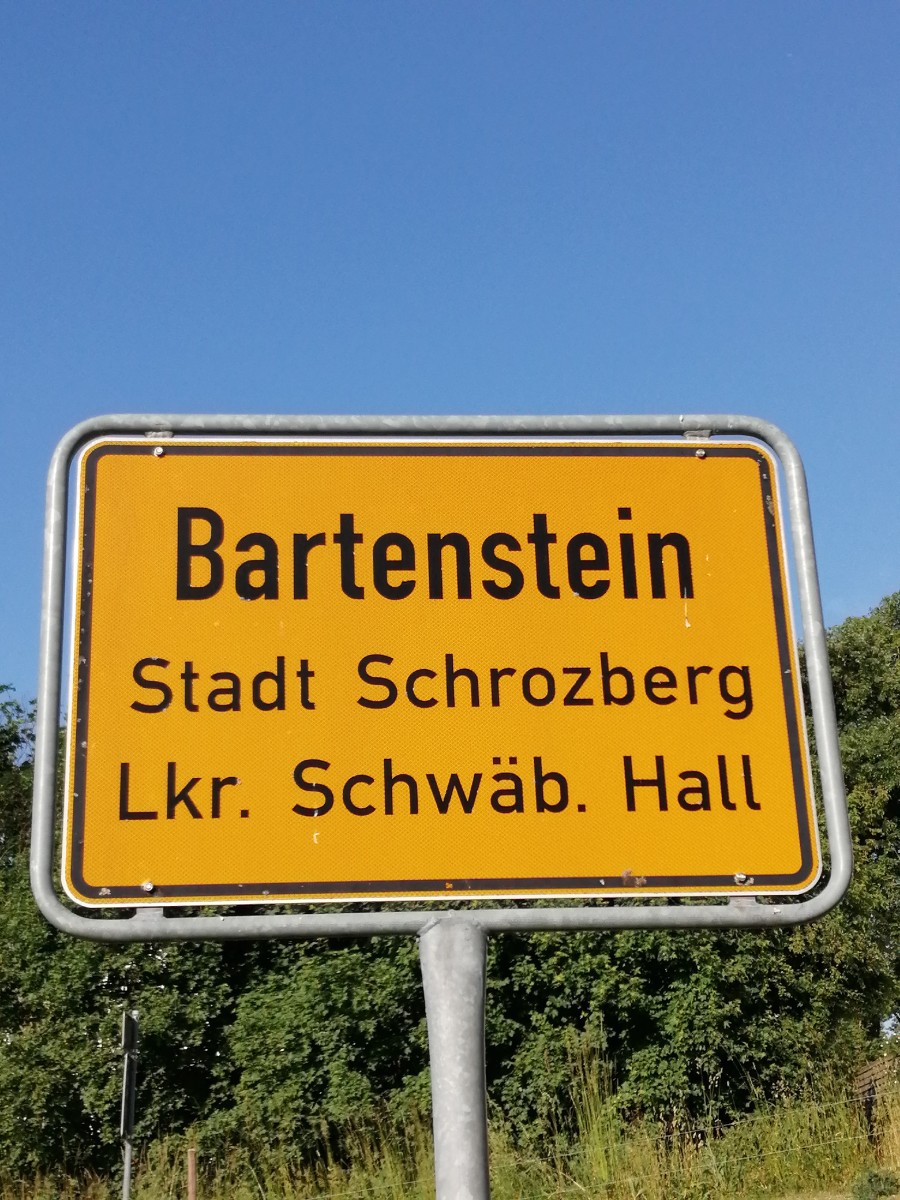 Bartenstein
Stadt Schrozberg
Lkr. Schwäb. Hall